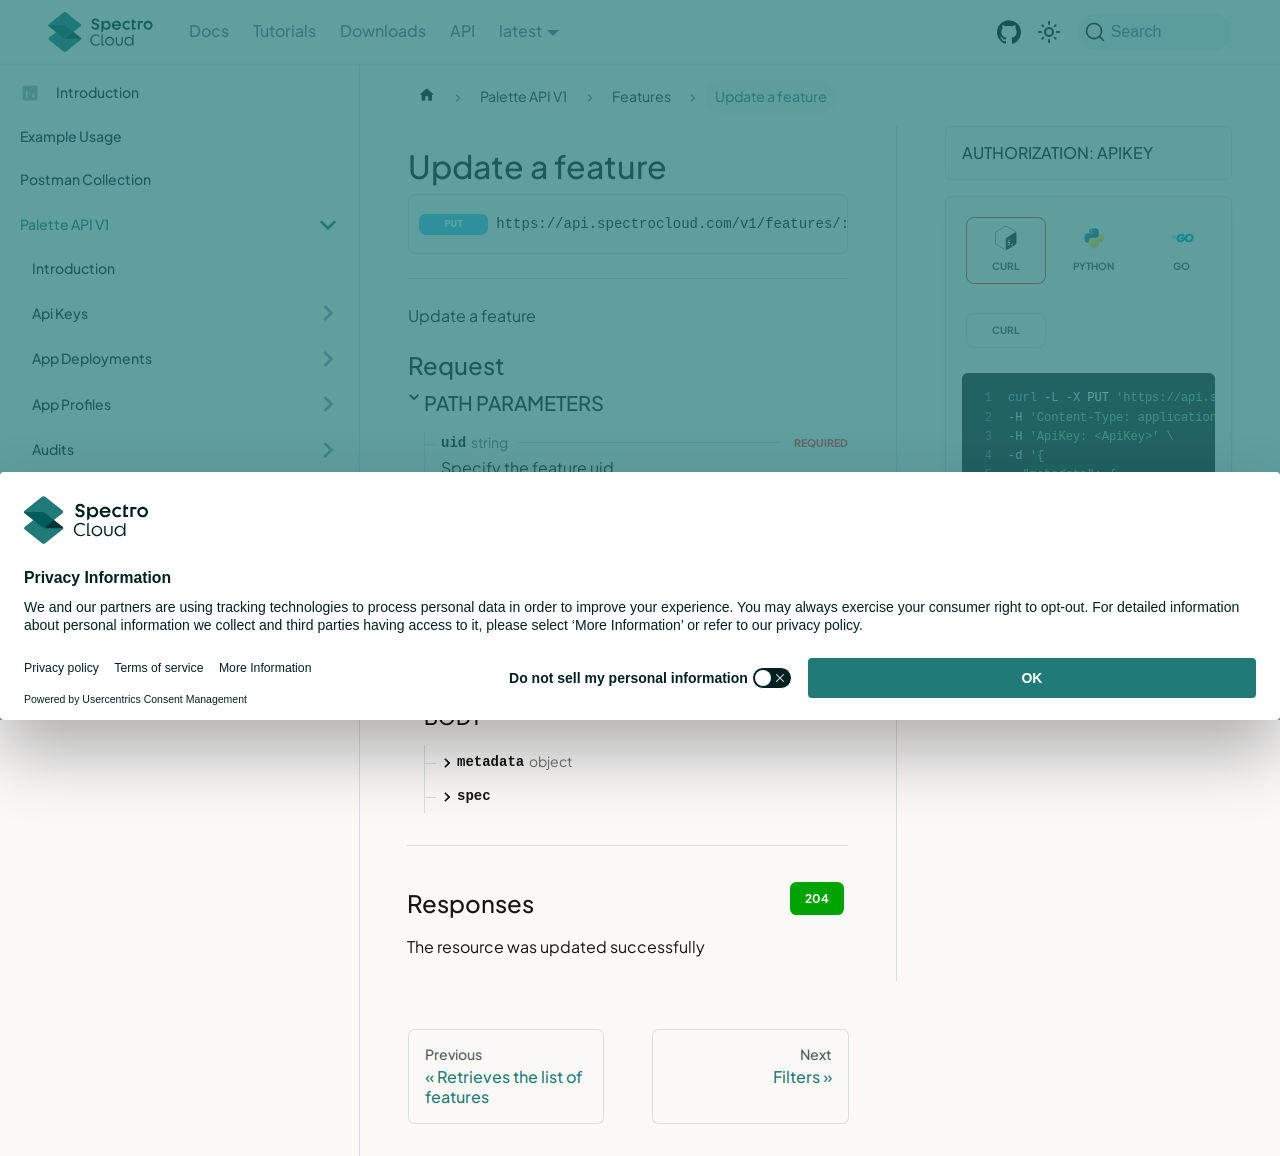 Spectro Cloud
Docs
Tutorials
Downloads
API
latest
Search
Introduction
Example Usage
Postman Collection
Palette API V1
Introduction
Api Keys
App Deployments
App Profiles
Audits
Palette API V1
Features
Update a feature
Update a feature
PUT https://api.spectrocloud.com/v1/features/:
Update a feature
Request
PATH PARAMETERS
uid string REQUIRED
Specify the feature uid
AUTHORIZATION: APIKEY
CURL
PYTHON
GO
CURL
1 curl -L -X PUT 'https://api.s
2 -H 'Content-Type: application
3 -H 'ApiKey: <ApiKey>' \
4 -d '{
Spectro
Cloud
Privacy Information
We and our partners are using tracking technologies to process personal data in order to improve your experience. You may always exercise your consumer right to opt-out. For detailed information
about personal information we collect and third parties having access to it, please select ‘More Information’ or refer to our privacy policy.
Privacy policy
Terms of service
More Information
Do not sell my personal information
OK
Powered by Usercentrics Consent Management
BODY
metadata object
spec
Responses
204
The resource was updated successfully
Previous
« Retrieves the list of
features
Next
Filters »